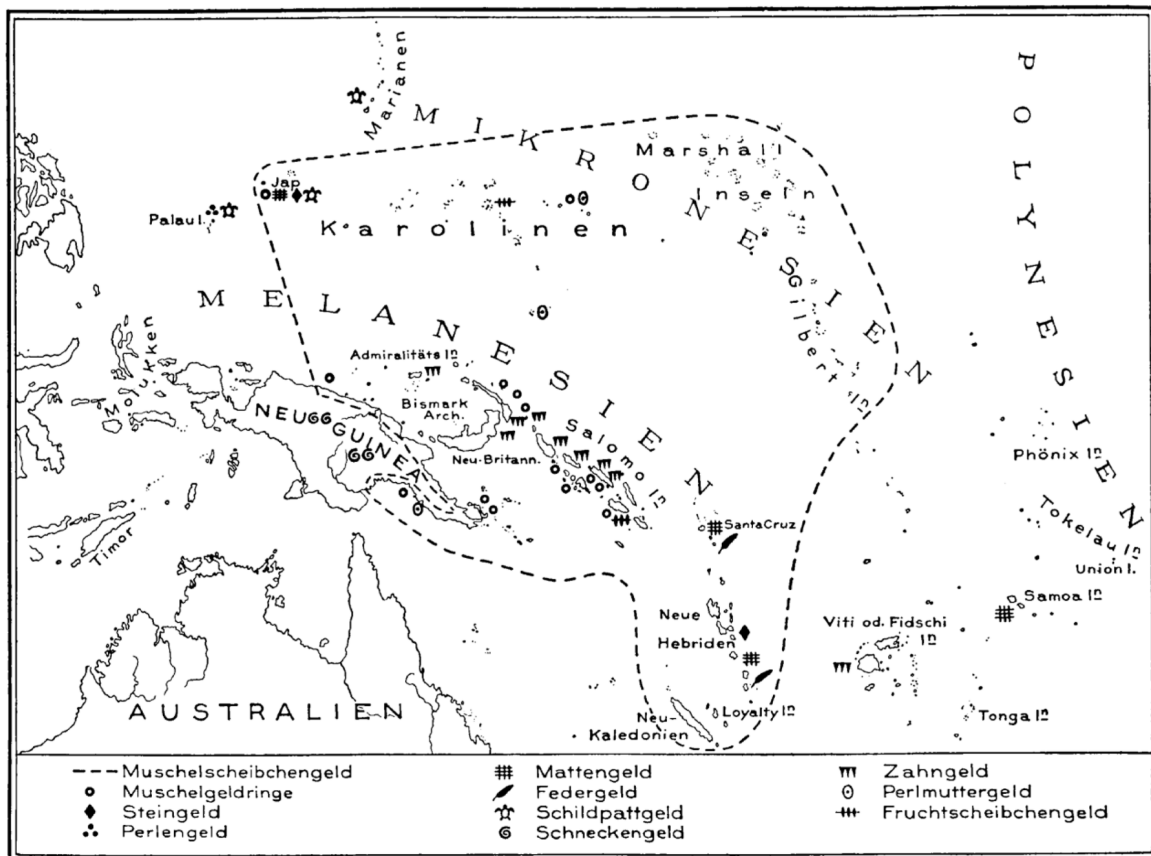 POLYNESIEN
Marianen
MIKRONESIEN
Marshall
Inseln
Jap
Palau I.
Karolinen
MELANESIEN
Gilbert In
Molukken
Admiralitäts In
Bismark
Arch.
NEU GUINEA
Neu-Britann.
Salomo In
Phönix In
Tokelau In
Union I.
Timor
Santa Cruz
Samoa In
Neue
Hebriden
Viti od. Fidschi
In
AUSTRALIEN
Neu-
Kaledonien
Loyalty In
Tonga In
Muschelscheibchengeld
Muschelgeldringe
Steingeld
Perlengeld
Mattengeld
Federgeld
Schildpattgeld
Schneckengeld
Zahngeld
Perlmuttergeld
Fruchtscheibchengeld